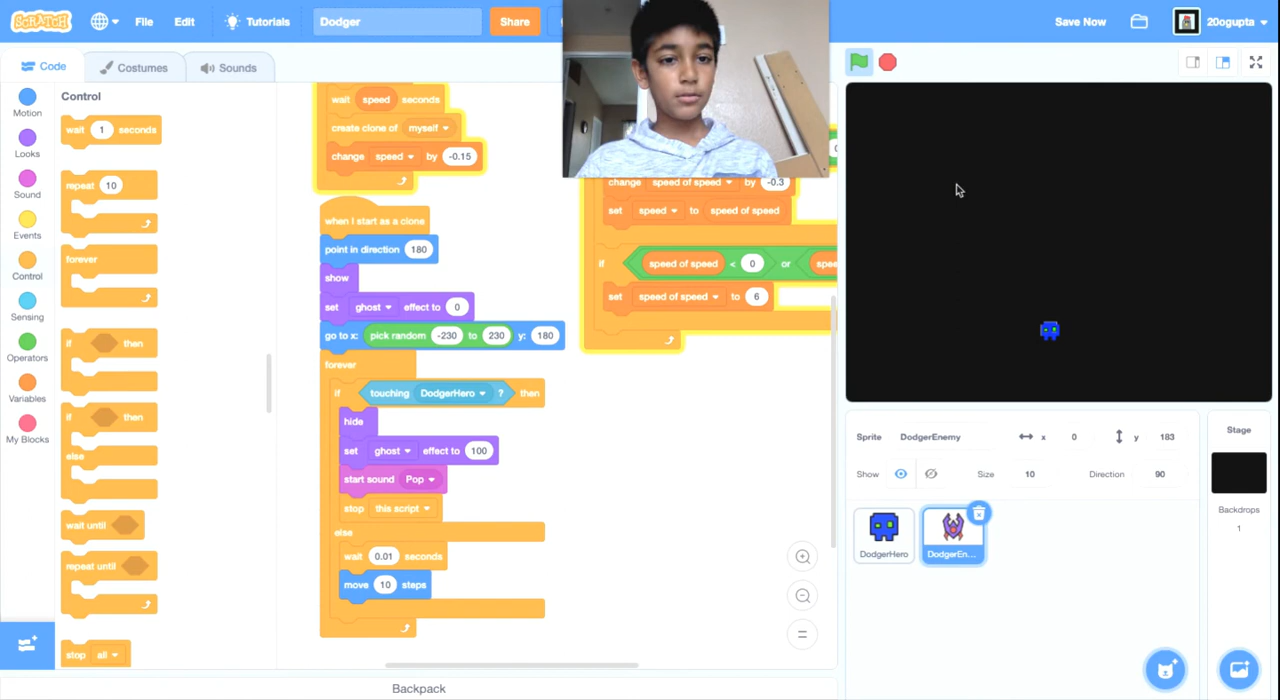 SCRATCH File Edit Tutorials Dodger Share Save Now 20ogupta
Code Costumes Sounds
Motion
Looks
Sound
Events
Control
Sensing
Operators
Variables
My Blocks
Control
wait 1 seconds
repeat 10
forever
if then
if then
else
wait until
repeat until
stop all
wait speed seconds
create clone of myself
change speed by -0.15
when I start as a clone
point in direction 180
show
set ghost effect to 0
go to x: pick random -230 to 230 y: 180
forever
if touching DodgerHero ? then
hide
set ghost effect to 100
start sound Pop
stop this script
else
wait 0.01 seconds
move 10 steps
change speed of speed by -0.3
set speed to speed of speed
if speed of speed < 0 or
set speed of speed to 6
Sprite DodgerEnemy x 0 y 183
Show Size 10 Direction 90
DodgerHero DodgerEn...
Stage
Backdrops
1
Backpack